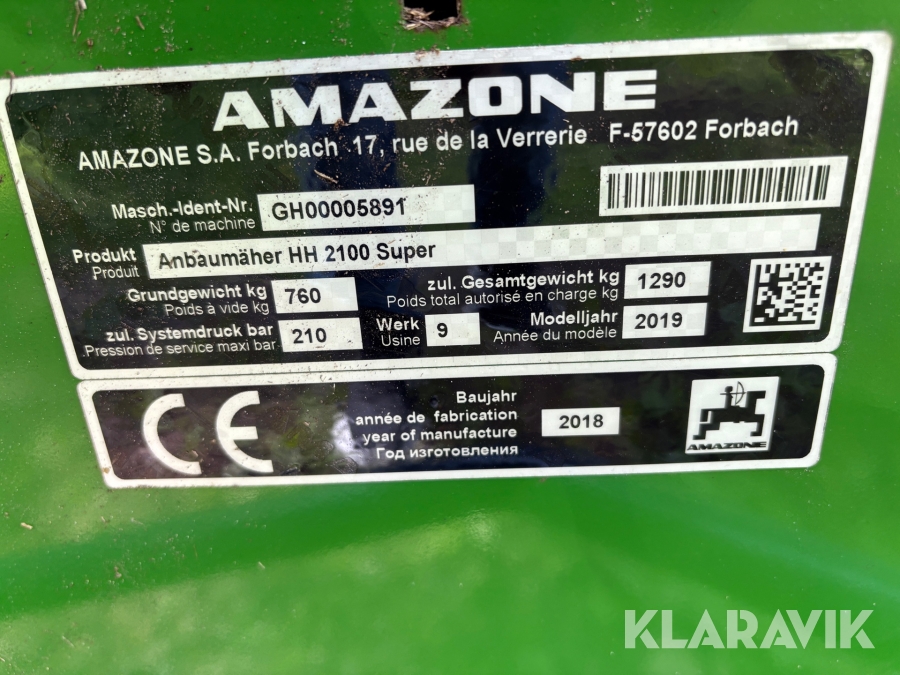 AMAZONE
AMAZONE S.A. Forbach 17, rue de la Verrerie F-57602 Forbach
Masch.-Ident-Nr. GH00005891
N° de machine
Produkt Anbaumäher HH 2100 Super
Produit
Grundgewicht kg 760 zul. Gesamtgewicht kg 1290
Poids à vide kg Poids total autorisé en charge kg
zul. Systemdruck bar 210 Werk 9 Modelljahr 2019
Pression de service maxi bar Usine Année du modèle
CE
Baujahr
année de fabrication 2018
year of manufacture
Год изготовления
AMAZONE
KLARAVIK